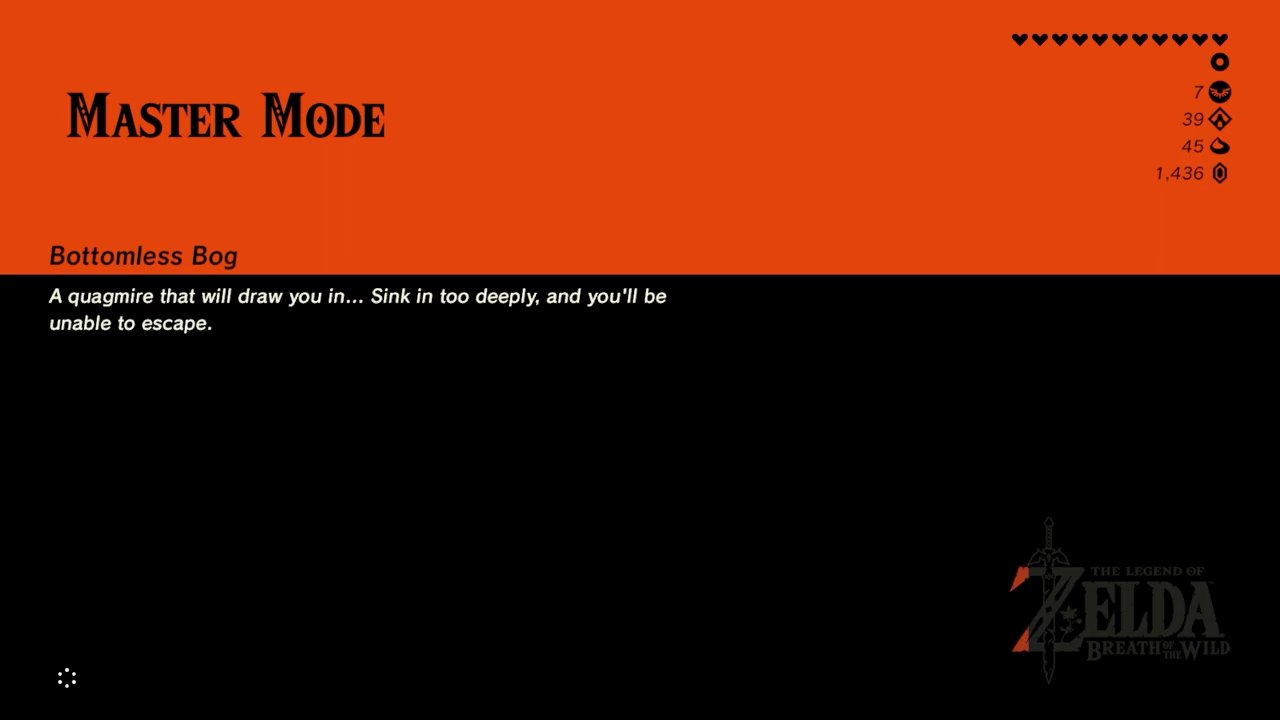 MASTER MODE
7
39
45
1,436
Bottomless Bog
A quagmire that will draw you in... Sink in too deeply, and you'll be
unable to escape.
THE LEGEND OF
ZELDA
BREATH OF THE WILD